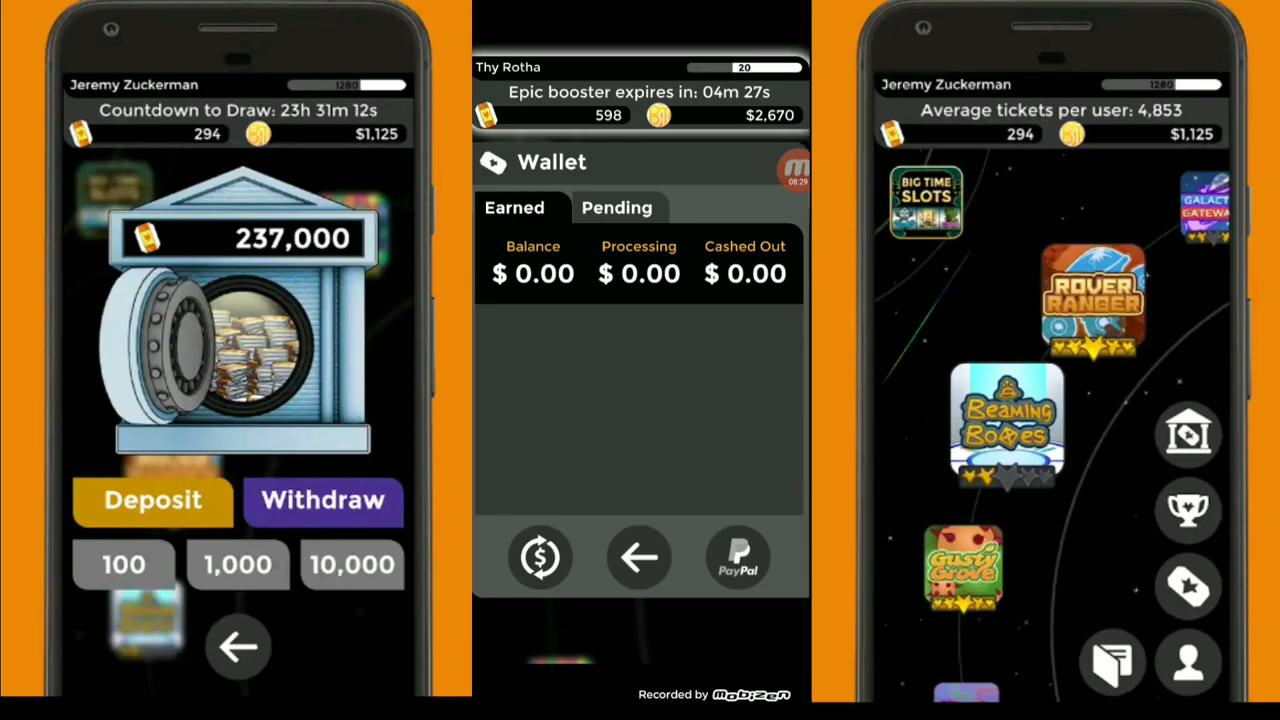 Jeremy Zuckerman
1280
Countdown to Draw: 23h 31m 12s
294
$1,125
237,000
Deposit
Withdraw
100
1,000
10,000
Thy Rotha
20
Epic booster expires in: 04m 27s
598
$2,670
Wallet
08:29
Earned
Pending
Balance
Processing
Cashed Out
$ 0.00
$ 0.00
$ 0.00
PayPal
Recorded by mobizen
Jeremy Zuckerman
1280
Average tickets per user: 4,853
294
$1,125
BIG TIME
SLOTS
ROVER
RANGER
BEAMING
BOXES
GUSTY
GROVE